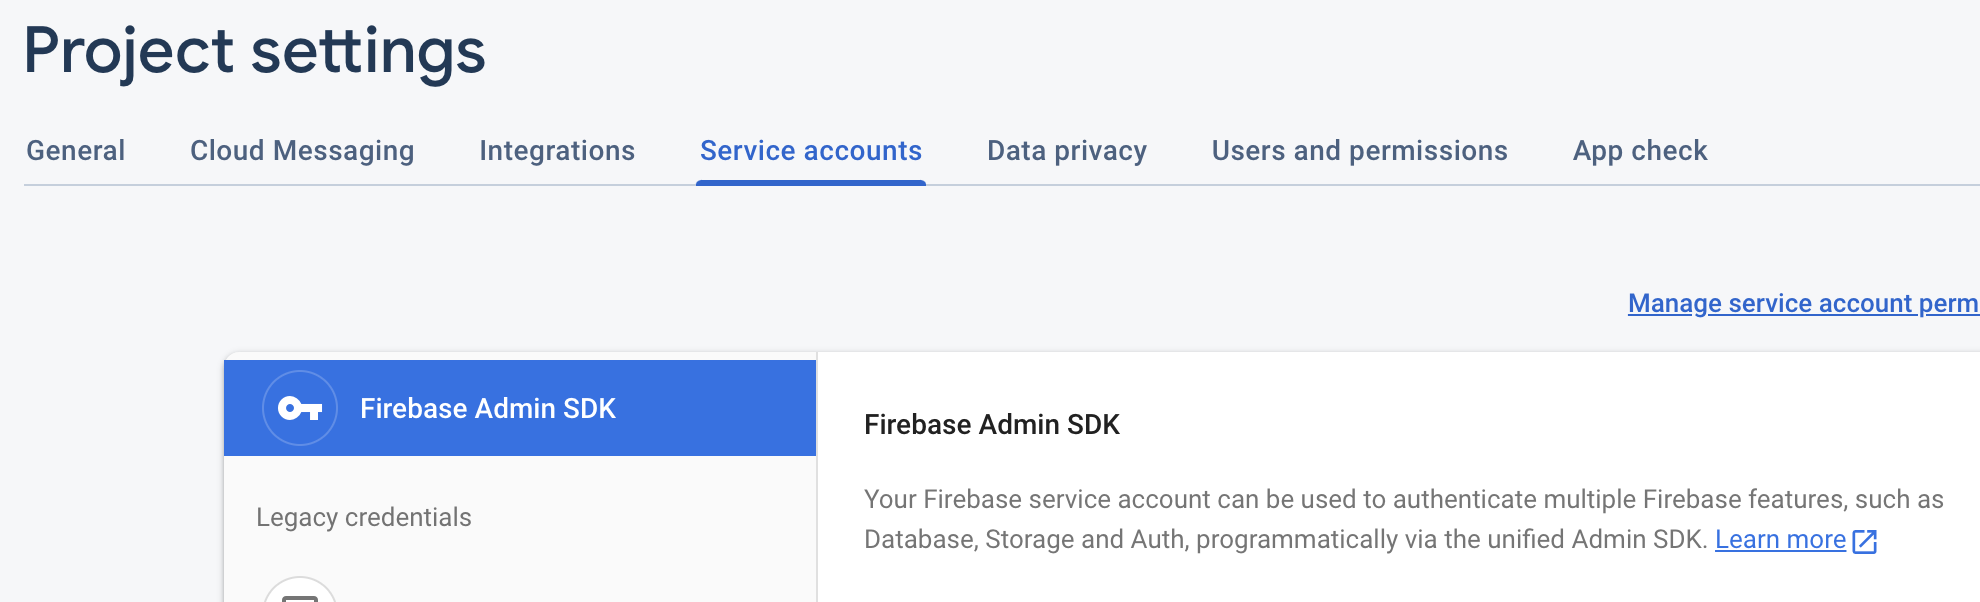 Project settings
General Cloud Messaging Integrations Service accounts Data privacy Users and permissions App check
Manage service account
Firebase Admin SDK
Legacy credentials
Firebase Admin SDK
Your Firebase service account can be used to authenticate multiple Firebase features, such as
Database, Storage and Auth, programmatically via the unified Admin SDK. Learn more